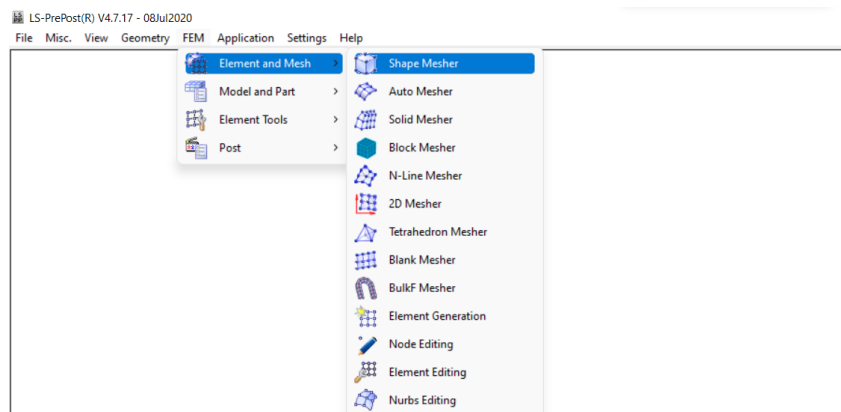 LS-PrePost(R) V4.7.17 - 08Jul2020
File Misc. View Geometry FEM Application Settings Help
Element and Mesh
Model and Part
Element Tools
Post
Shape Mesher
Auto Mesher
Solid Mesher
Block Mesher
N-Line Mesher
2D Mesher
Tetrahedron Mesher
Blank Mesher
BulkF Mesher
Element Generation
Node Editing
Element Editing
Nurbs Editing